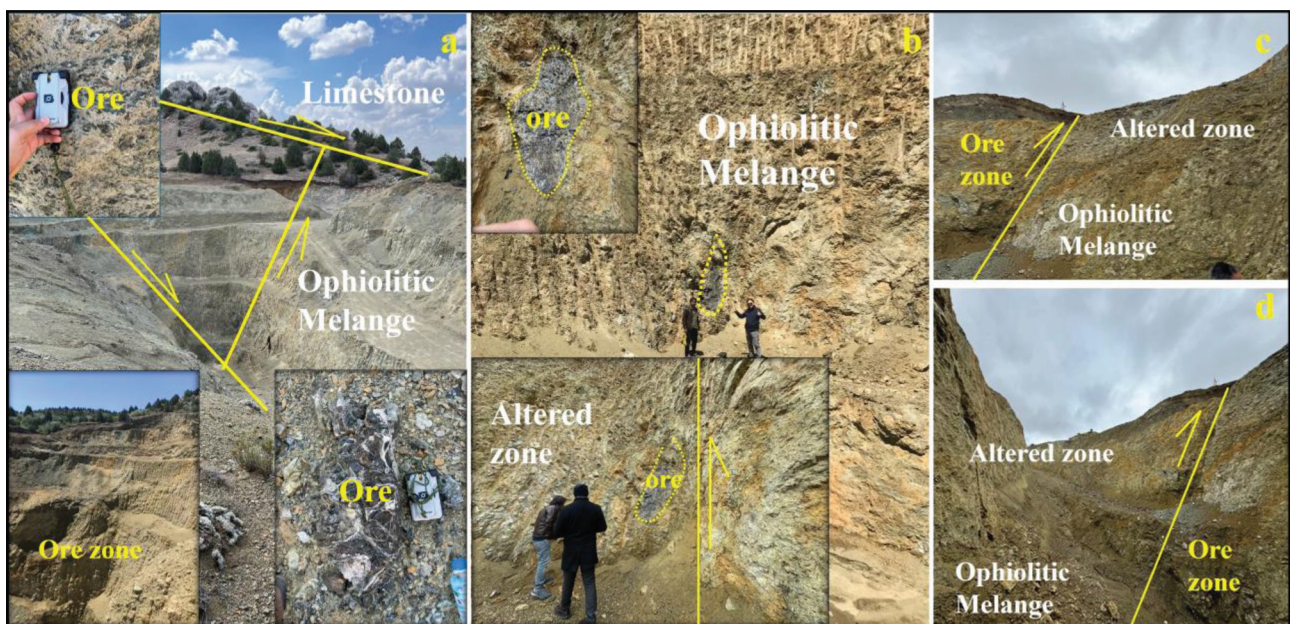 a
Ore
Limestone
Ophiolitic
Melange
Ore zone
Ore
b
ore
Ophiolitic
Melange
Altered
zone
ore
c
Ore
zone
Altered zone
Ophiolitic
Melange
d
Altered zone
Ore
zone
Ophiolitic
Melange